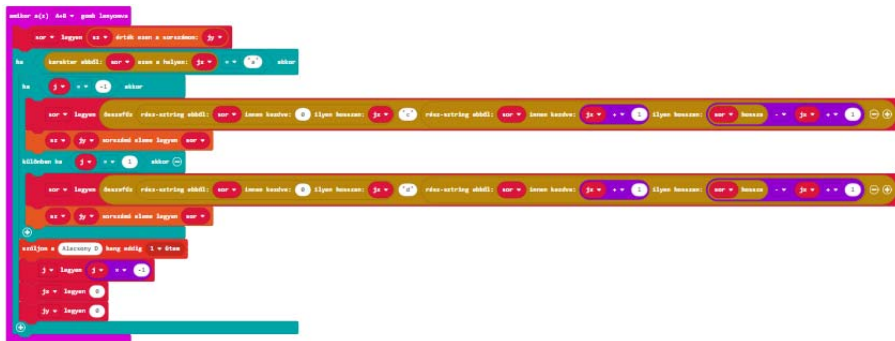 amikor a(z) A+B gomb lenyomva
sor legyen sz érték ezen a sorszámon: jy
ha karakter ebből: sor ezen a helyen: jx = "a" akkor
ha j = -1 akkor
sor legyen összefűz rész-sztring ebből: sor innen kezdve: 0 ilyen hosszan: jx "c" rész-sztring ebből: sor innen kezdve: jx + 1 ilyen hosszan: sor hossza - jx + 1
sz jy sorszámú eleme legyen sor
különben ha j = 1 akkor
sor legyen összefűz rész-sztring ebből: sor innen kezdve: 0 ilyen hosszan: jx "d" rész-sztring ebből: sor innen kezdve: jx + 1 ilyen hosszan: sor hossza - jx + 1
sz jy sorszámú eleme legyen sor
szóljon a Alacsony D hang eddig 1 ütem
j legyen j × -1
jx legyen 0
jy legyen 0